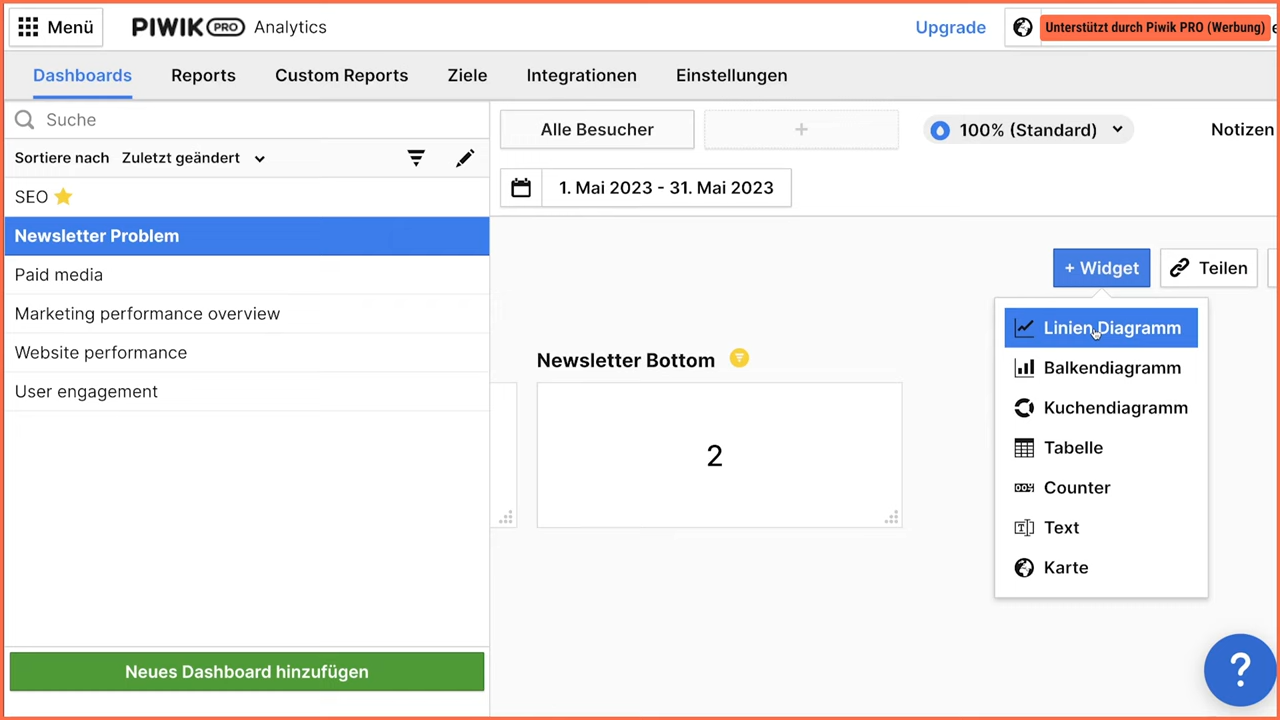 Menü
PIWIK PRO Analytics
Upgrade
Unterstützt durch Piwik PRO (Werbung)
Dashboards
Reports
Custom Reports
Ziele
Integrationen
Einstellungen
Suche
Sortiere nach Zuletzt geändert
SEO
Newsletter Problem
Paid media
Marketing performance overview
Website performance
User engagement
Neues Dashboard hinzufügen
Alle Besucher
+
100% (Standard)
Notizen
1. Mai 2023 - 31. Mai 2023
+ Widget
Teilen
Newsletter Bottom
2
Linien Diagramm
Balkendiagramm
Kuchendiagramm
Tabelle
Counter
Text
Karte
?